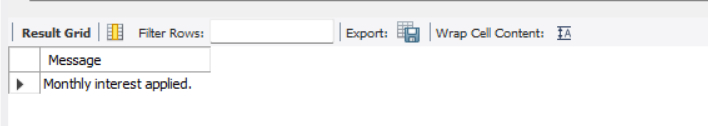 Result Grid Filter Rows: Export: Wrap Cell Content:
Message
Monthly interest applied.